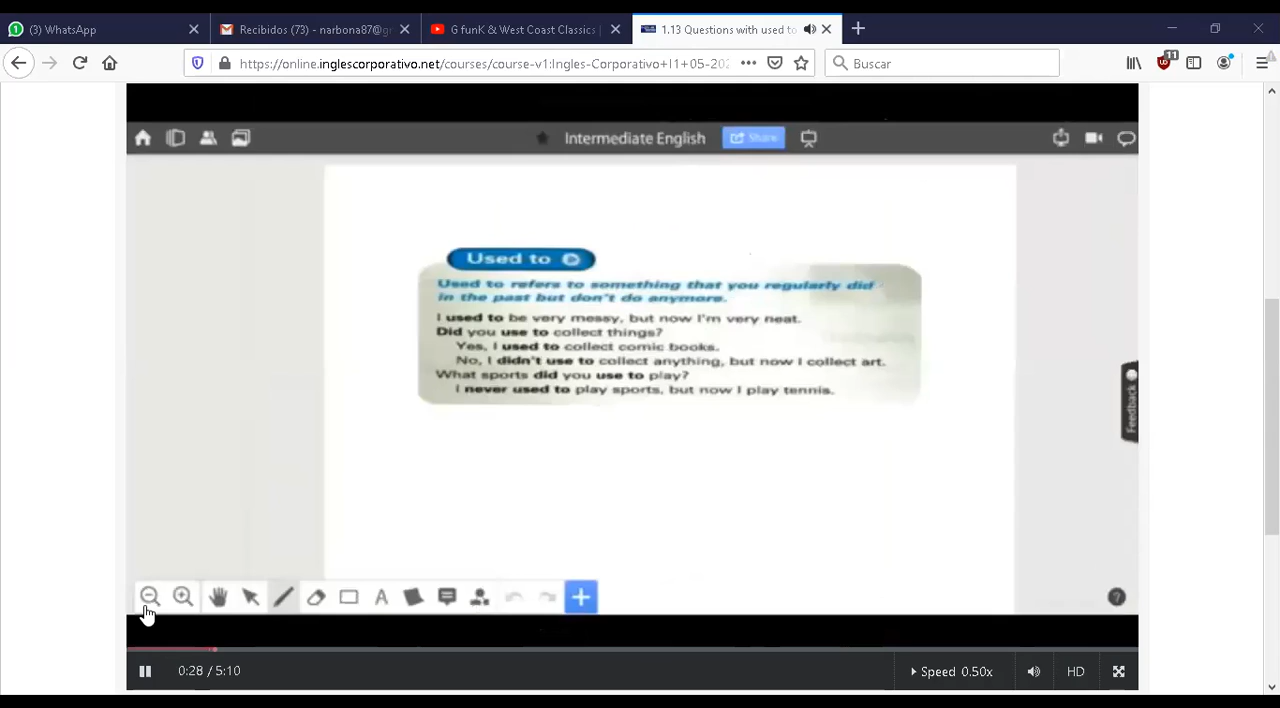 (3) WhatsApp
Recibidos (73) - narbona87@g
G funK & West Coast Classics |
1.13 Questions with used to
https://online.inglescorporativo.net/courses/course-v1:Ingles-Corporativo+I1+05-202
Buscar
11
Intermediate English
Share
Used to
Used to refers to something that you regularly did
in the past but don't do anymore.
I used to be very messy, but now I'm very neat.
Did you use to collect things?
Yes, I used to collect comic books.
No, I didn't use to collect anything, but now I collect art.
What sports did you use to play?
I never used to play sports, but now I play tennis.
Feedback
A
?
0:28 / 5:10
Speed 0.50x
HD